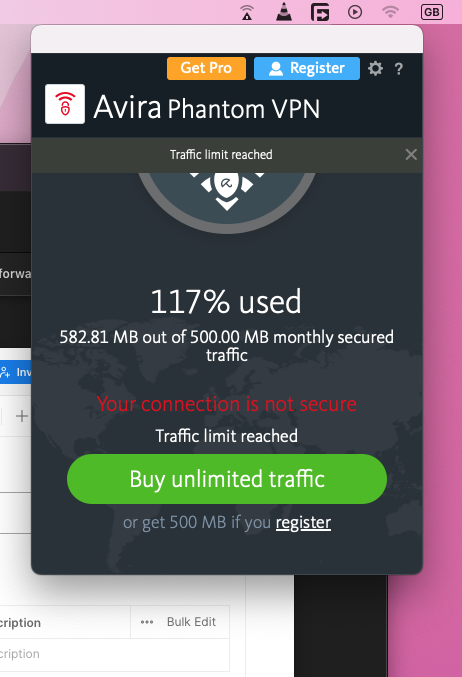 GB
Get Pro
Register
?
Avira Phantom VPN
Traffic limit reached
117% used
582.81 MB out of 500.00 MB monthly secured
traffic
Your connection is not secure
Traffic limit reached
Buy unlimited traffic
or get 500 MB if you register
forwa
Inv
cription
Bulk Edit
cription